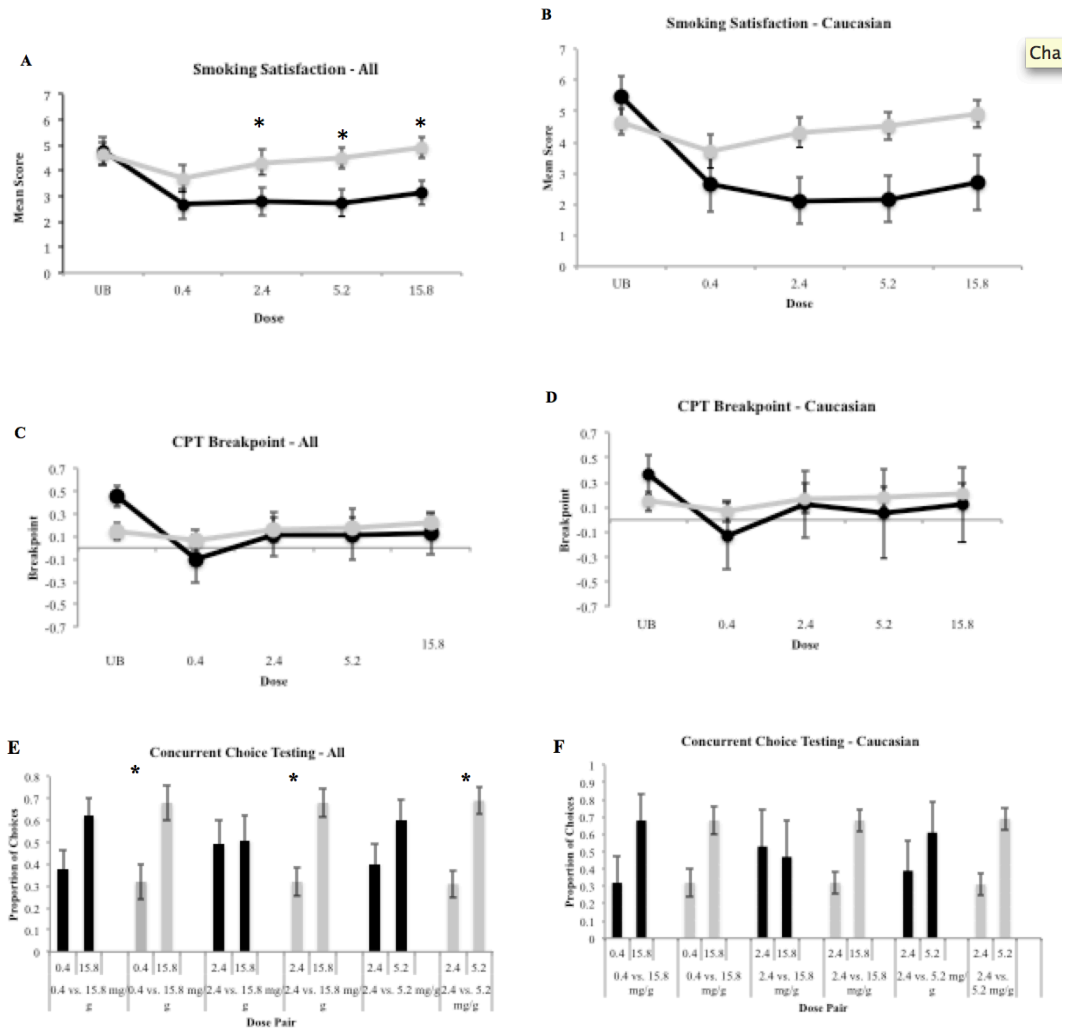 A
Smoking Satisfaction - All
7
6
5
4
3
2
1
0
Mean Score
* * *
UB 0.4 2.4 5.2 15.8
Dose
B
Smoking Satisfaction - Caucasian
Cha
7
6
5
4
3
2
1
0
Mean Score
UB 0.4 2.4 5.2 15.8
Dose
C
CPT Breakpoint - All
0.7
0.5
0.3
0.1
-0.1
-0.3
-0.5
-0.7
Breakpoint
UB 0.4 2.4 5.2 15.8
Dose
D
CPT Breakpoint - Caucasian
0.7
0.5
0.3
0.1
-0.1
-0.3
-0.5
-0.7
Breakpoint
UB 0.4 2.4 5.2 15.8
Dose
E
Concurrent Choice Testing - All
* * *
0.8
0.7
0.6
0.5
0.4
0.3
0.2
0.1
0
Proportion of Choices
0.4 15.8 0.4 15.8 2.4 15.8 2.4 15.8 2.4 5.2 2.4 5.2
0.4 vs. 15.8 mg/ 0.4 vs. 15.8 mg/ 2.4 vs. 15.8 mg/ 2.4 vs. 15.8 mg/ 2.4 vs. 5.2 mg/g 2.4 vs. 5.2
g g g g mg/g
Dose Pair
F
Concurrent Choice Testing - Caucasian
1
0.9
0.8
0.7
0.6
0.5
0.4
0.3
0.2
0.1
0
Proportion of Choices
0.4 15.8 0.4 15.8 2.4 15.8 2.4 15.8 2.4 5.2 2.4 5.2
0.4 vs. 15.8 0.4 vs. 15.8 2.4 vs. 15.8 2.4 vs. 15.8 2.4 vs. 5.2 mg/ 2.4 vs.
mg/g mg/g mg/g mg/g g 5.2 mg/g
Dose Pair